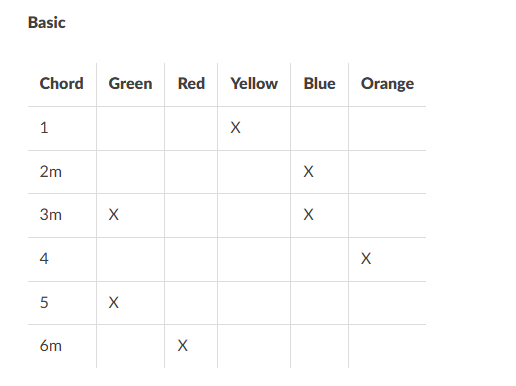 Basic
Chord Green Red Yellow Blue Orange
1 X
2m X
3m X X
4 X
5 X
6m X